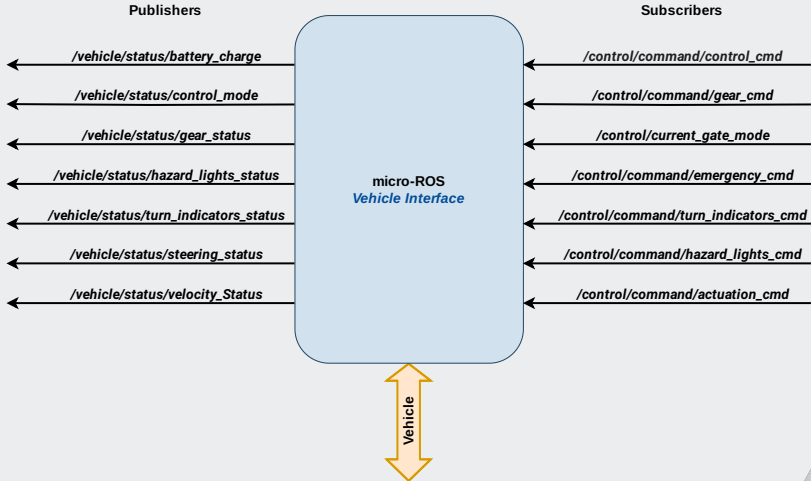 Publishers
Subscribers
/vehicle/status/battery_charge
/control/command/control_cmd
/vehicle/status/control_mode
/control/command/gear_cmd
/vehicle/status/gear_status
/control/current_gate_mode
/vehicle/status/hazard_lights_status
/control/command/emergency_cmd
/vehicle/status/turn_indicators_status
/control/command/turn_indicators_cmd
/vehicle/status/steering_status
/control/command/hazard_lights_cmd
/vehicle/status/velocity_Status
/control/command/actuation_cmd
micro-ROS
Vehicle Interface
Vehicle